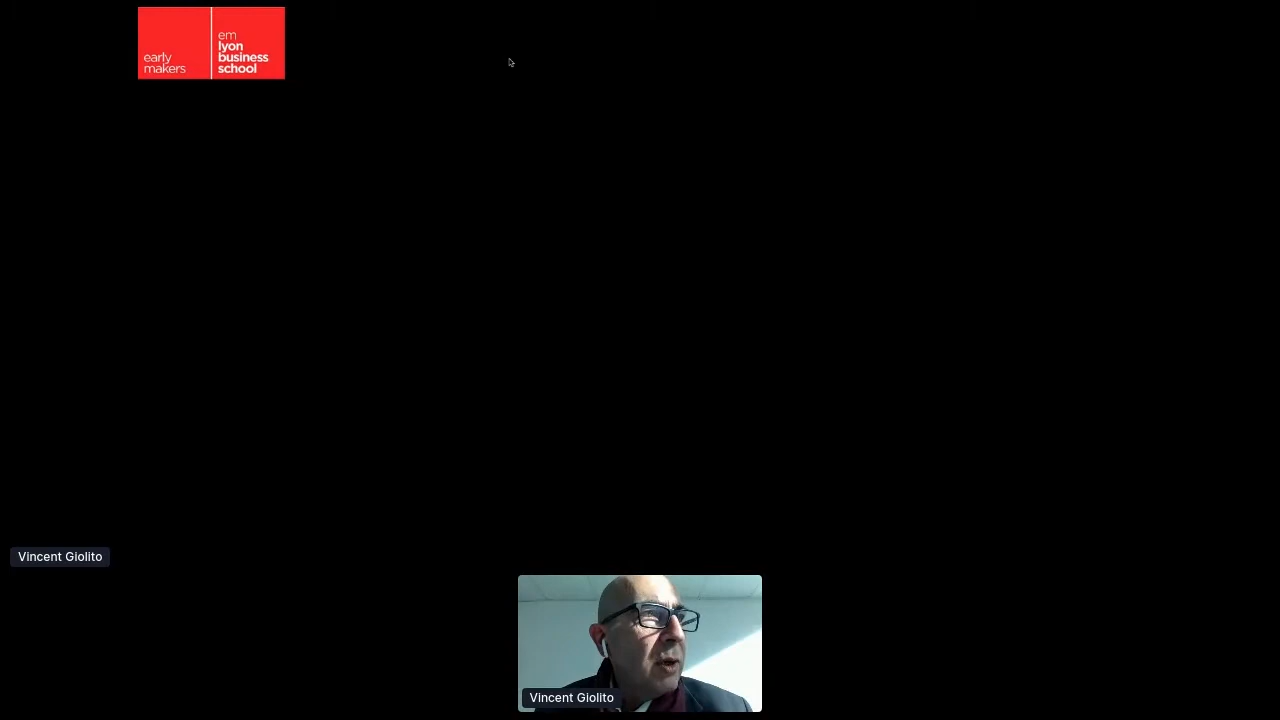 early
makers
em
lyon
business
school
Vincent Giolito
Vincent Giolito